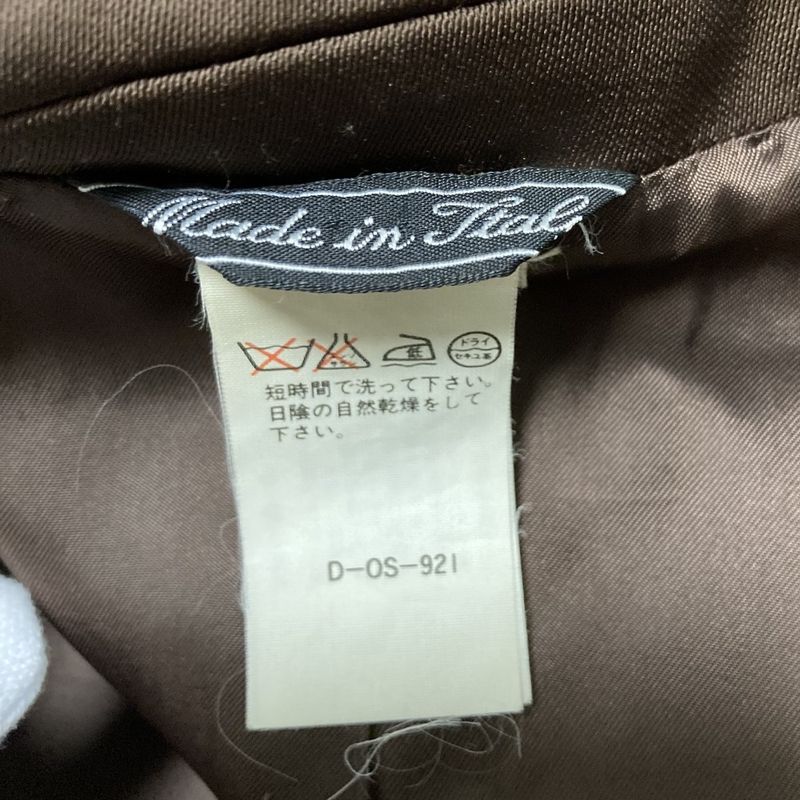 Made in Ital
低
ドライ
セキユ系
短時間で洗って下さい。
日陰の自然乾燥をして
下さい。
D-OS-921